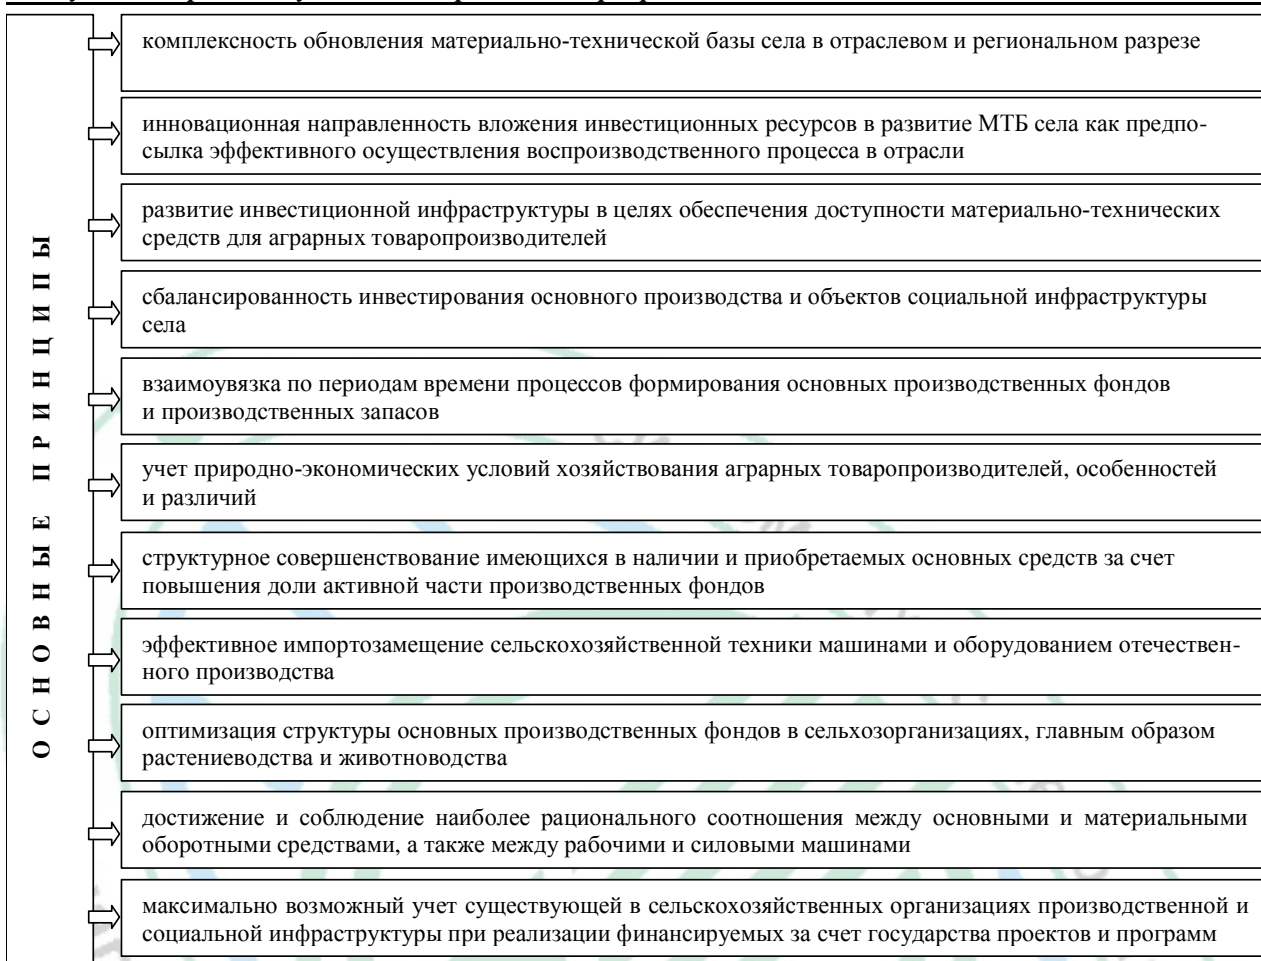 ОСНОВНЫЕ ПРИНЦИПЫ
комплексность обновления материально-технической базы села в отраслевом и региональном разрезе
инновационная направленность вложения инвестиционных ресурсов в развитие МТБ села как предпо-
сылка эффективного осуществления воспроизводственного процесса в отрасли
развитие инвестиционной инфраструктуры в целях обеспечения доступности материально-технических
средств для аграрных товаропроизводителей
сбалансированность инвестирования основного производства и объектов социальной инфраструктуры
села
взаимоувязка по периодам времени процессов формирования основных производственных фондов
и производственных запасов
учет природно-экономических условий хозяйствования аграрных товаропроизводителей, особенностей
и различий
структурное совершенствование имеющихся в наличии и приобретаемых основных средств за счет
повышения доли активной части производственных фондов
эффективное импортозамещение сельскохозяйственной техники машинами и оборудованием отечествен-
ного производства
оптимизация структуры основных производственных фондов в сельхозорганизациях, главным образом
растениеводства и животноводства
достижение и соблюдение наиболее рационального соотношения между основными и материальными
оборотными средствами, а также между рабочими и силовыми машинами
максимально возможный учет существующей в сельскохозяйственных организациях производственной и
социальной инфраструктуры при реализации финансируемых за счет государства проектов и программ